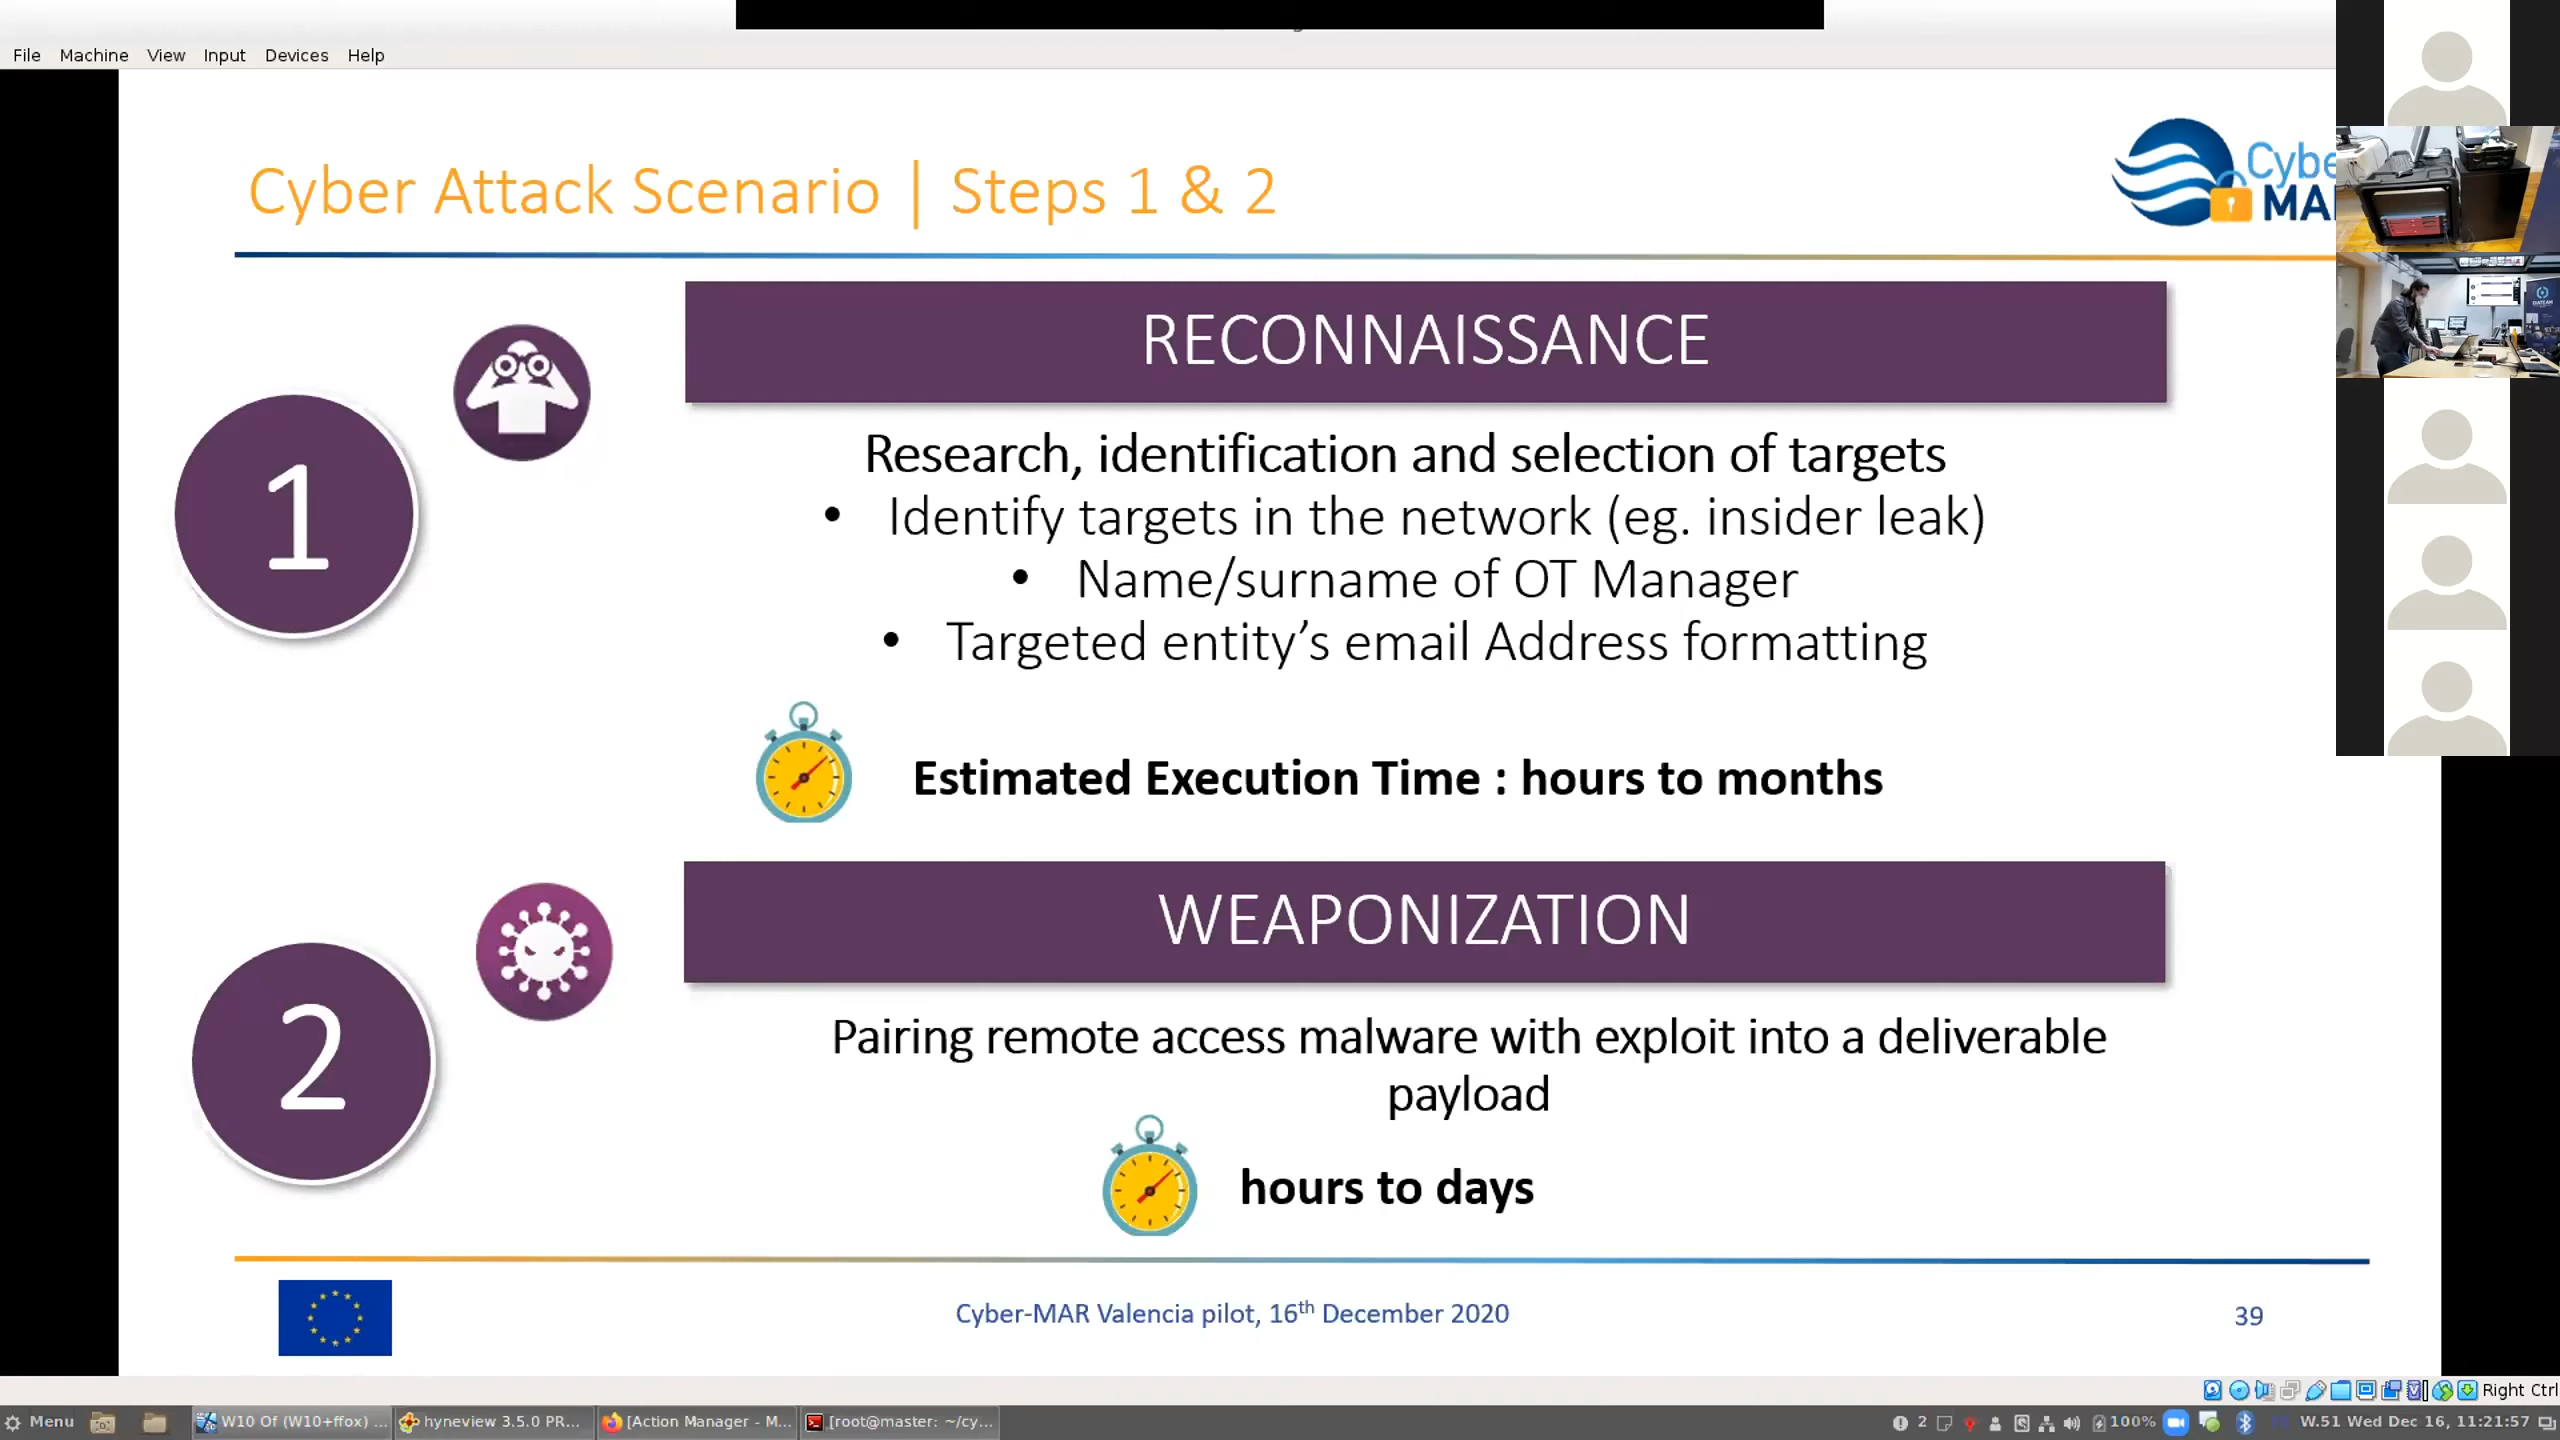 File Machine View Input Devices Help
Cyber Attack Scenario | Steps 1 & 2
RECONNAISSANCE
1
Research, identification and selection of targets
• Identify targets in the network (eg. insider leak)
• Name/surname of OT Manager
• Targeted entity's email Address formatting
Estimated Execution Time : hours to months
WEAPONIZATION
2
Pairing remote access malware with exploit into a deliverable
payload
hours to days
Cyber-MAR Valencia pilot, 16th December 2020
39
Right Ctrl
Menu W10 Of (W10+ffox) ... hyneview 3.5.0 PR... [Action Manager - M... [root@master: ~/cy... 2 100% W.51 Wed Dec 16, 11:21:57